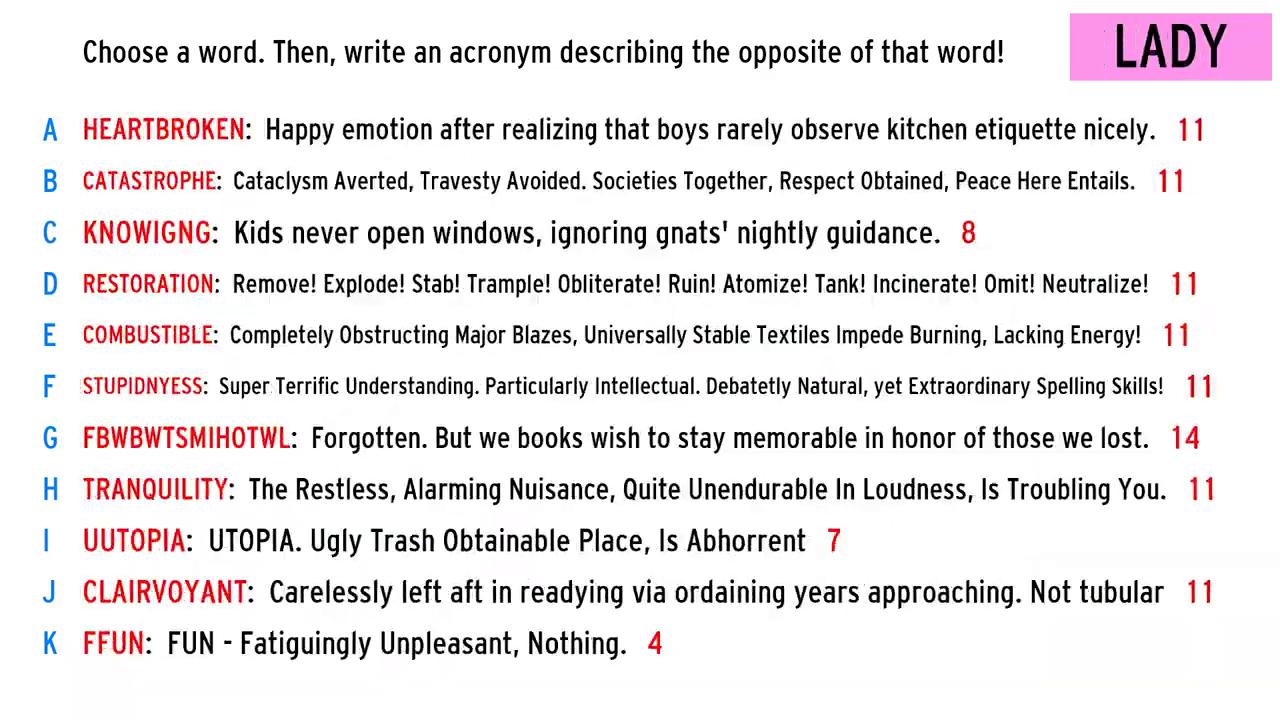 Choose a word. Then, write an acronym describing the opposite of that word!
LADY
A HEARTBROKEN: Happy emotion after realizing that boys rarely observe kitchen etiquette nicely. 11
B CATASTROPHE: Cataclysm Averted, Travesty Avoided. Societies Together, Respect Obtained, Peace Here Entails. 11
C KNOWIGNG: Kids never open windows, ignoring gnats' nightly guidance. 8
D RESTORATION: Remove! Explode! Stab! Trample! Obliterate! Ruin! Atomize! Tank! Incinerate! Omit! Neutralize! 11
E COMBUSTIBLE: Completely Obstructing Major Blazes, Universally Stable Textiles Impede Burning, Lacking Energy! 11
F STUPIDNYESS: Super Terrific Understanding. Particularly Intellectual. Debatetly Natural, yet Extraordinary Spelling Skills! 11
G FBWBWTSMIHOTWL: Forgotten. But we books wish to stay memorable in honor of those we lost. 14
H TRANQUILITY: The Restless, Alarming Nuisance, Quite Unendurable In Loudness, Is Troubling You. 11
I UUTOPIA: UTOPIA. Ugly Trash Obtainable Place, Is Abhorrent 7
J CLAIRVOYANT: Carelessly left aft in readying via ordaining years approaching. Not tubular 11
K FFUN: FUN - Fatiguingly Unpleasant, Nothing. 4